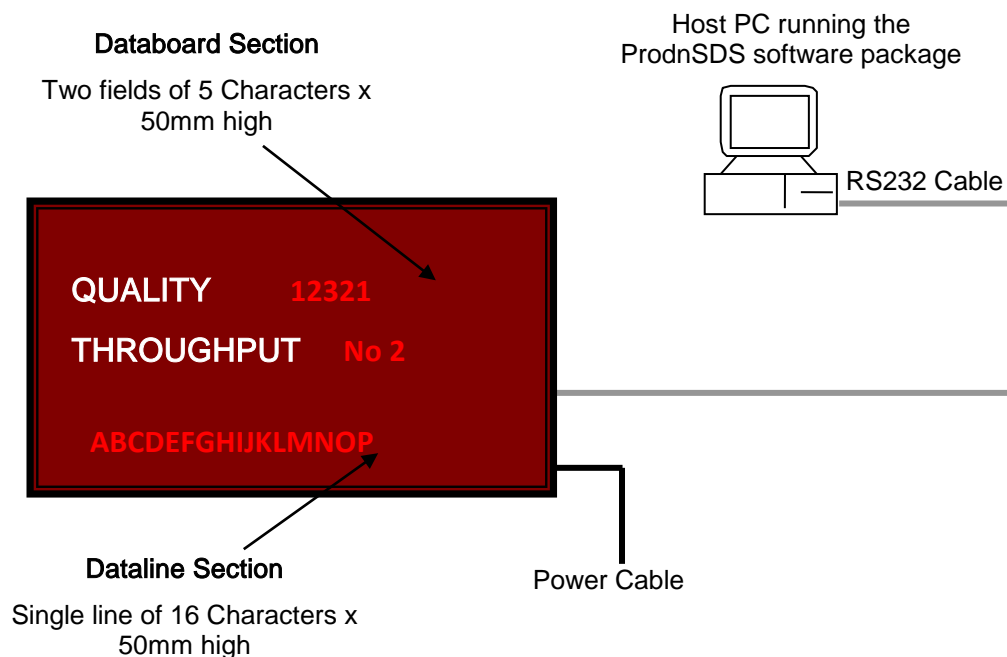 Databoard Section
Two fields of 5 Characters x
50mm high
Host PC running the
ProdnSDS software package
RS232 Cable
QUALITY 12321
THROUGHPUT No 2
ABCDEFGHIJKLMNOP
Dataline Section
Single line of 16 Characters x
50mm high
Power Cable